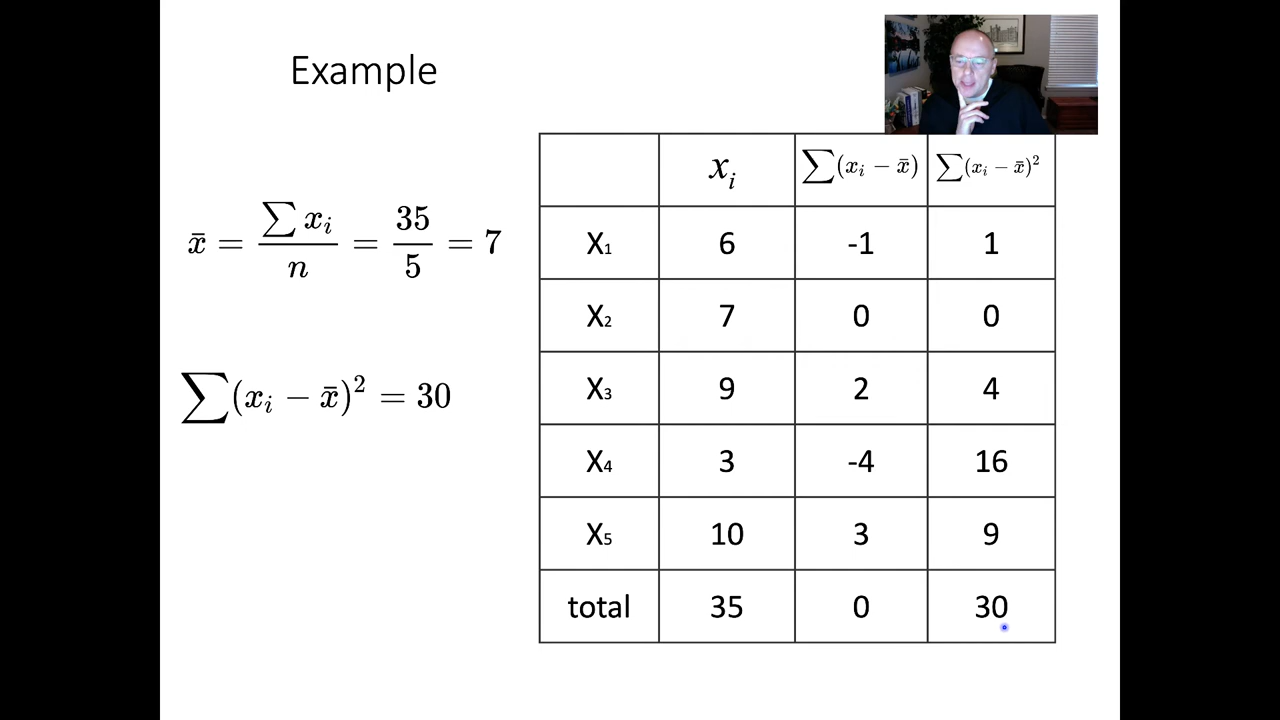 Example
x̄ = ∑ xᵢ / n = 35 / 5 = 7
∑(xᵢ − x̄)² = 30
xᵢ ∑(xᵢ − x̄) ∑(xᵢ − x̄)²
X₁ 6 -1 1
X₂ 7 0 0
X₃ 9 2 4
X₄ 3 -4 16
X₅ 10 3 9
total 35 0 30